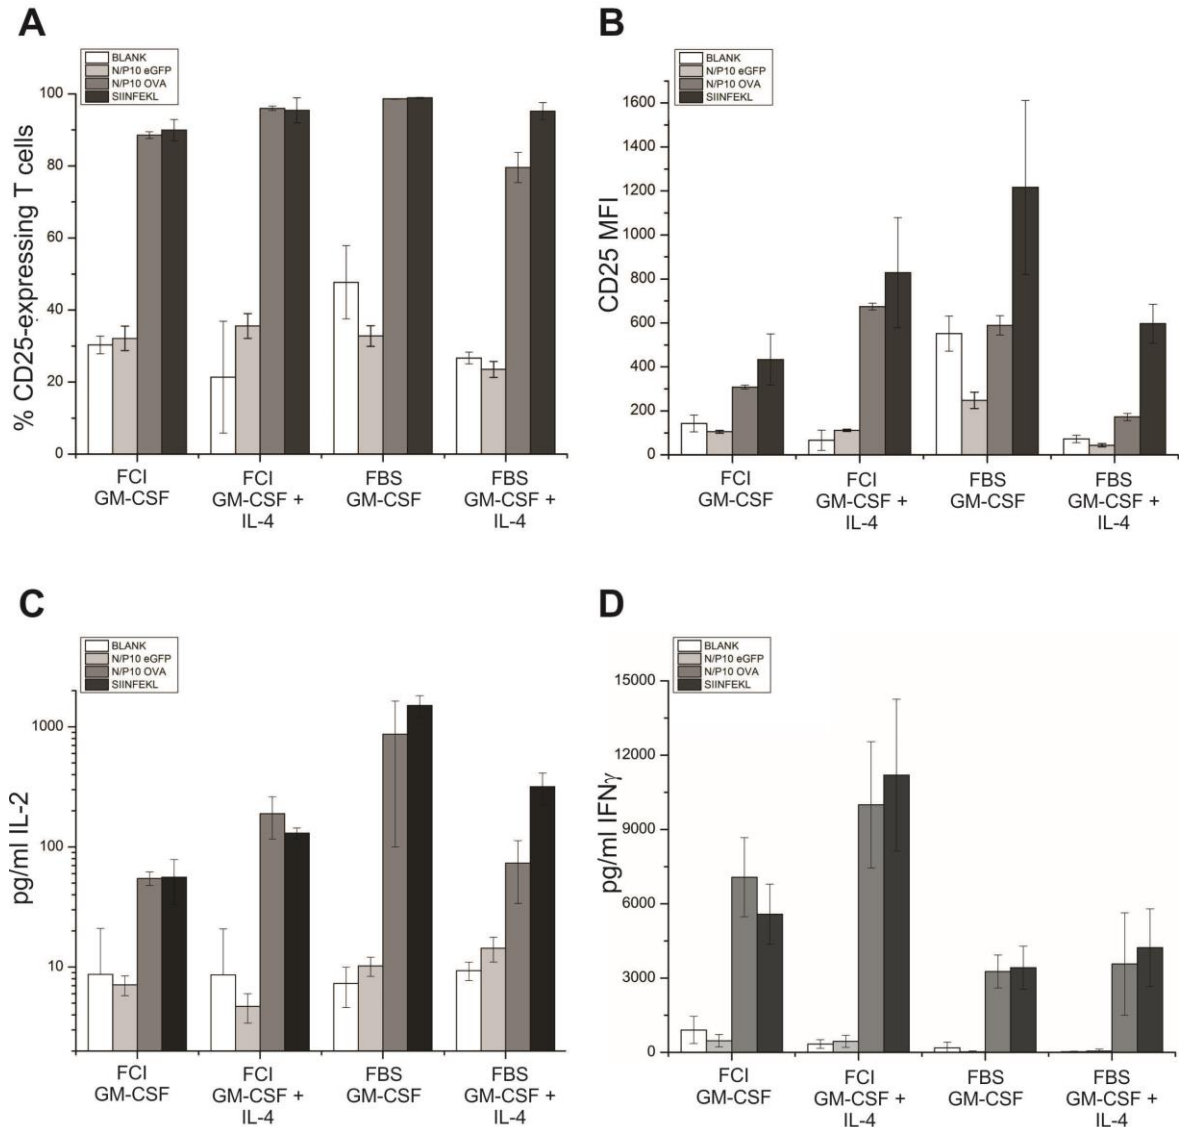 A
BLANK
N/P10 eGFP
N/P10 OVA
SIINFEKL
% CD25-expressing T cells
100
80
60
40
20
0
FCI
GM-CSF
FCI
GM-CSF +
IL-4
FBS
GM-CSF
FBS
GM-CSF +
IL-4
B
BLANK
N/P10 eGFP
N/P10 OVA
SIINFEKL
CD25 MFI
1600
1400
1200
1000
800
600
400
200
0
FCI
GM-CSF
FCI
GM-CSF +
IL-4
FBS
GM-CSF
FBS
GM-CSF +
IL-4
C
BLANK
N/P10 eGFP
N/P10 OVA
SIINFEKL
pg/ml IL-2
1000
100
10
FCI
GM-CSF
FCI
GM-CSF +
IL-4
FBS
GM-CSF
FBS
GM-CSF +
IL-4
D
BLANK
N/P10 eGFP
N/P10 OVA
SIINFEKL
pg/ml IFNγ
15000
12000
9000
6000
3000
0
FCI
GM-CSF
FCI
GM-CSF +
IL-4
FBS
GM-CSF
FBS
GM-CSF +
IL-4